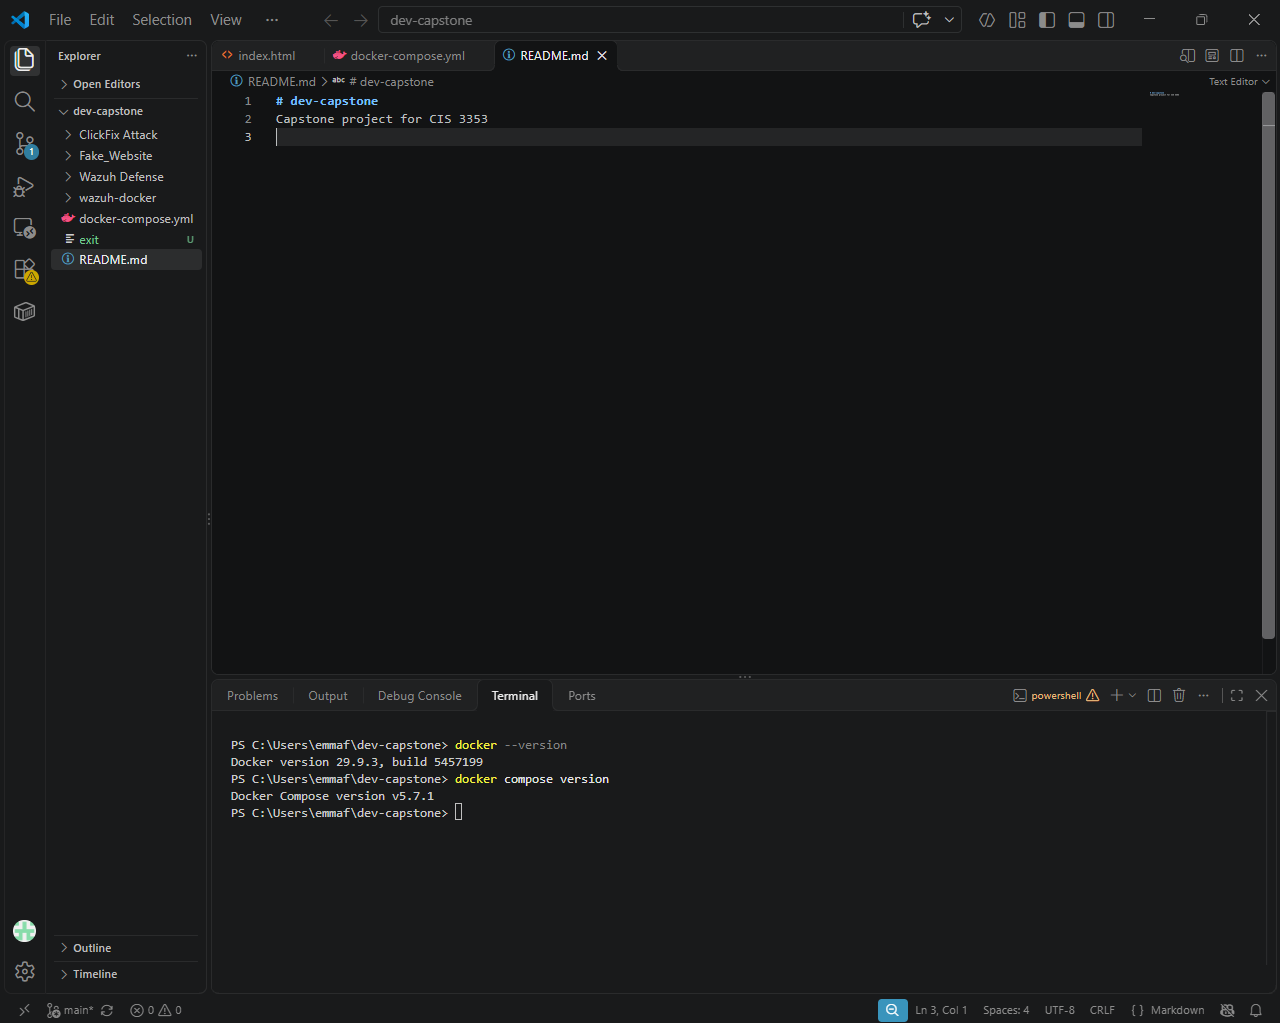 File Edit Selection View ··· dev-capstone
Explorer ···
Open Editors
dev-capstone
ClickFix Attack
Fake_Website
Wazuh Defense
wazuh-docker
docker-compose.yml
exit U
README.md
1
Outline
Timeline
index.html docker-compose.yml README.md
README.md > abc # dev-capstone
Text Editor
1 # dev-capstone
2 Capstone project for CIS 3353
3
Problems Output Debug Console Terminal Ports
powershell
PS C:\Users\emmaf\dev-capstone> docker --version
Docker version 29.9.3, build 5457199
PS C:\Users\emmaf\dev-capstone> docker compose version
Docker Compose version v5.7.1
PS C:\Users\emmaf\dev-capstone>
main* 0 0 Ln 3, Col 1 Spaces: 4 UTF-8 CRLF { } Markdown